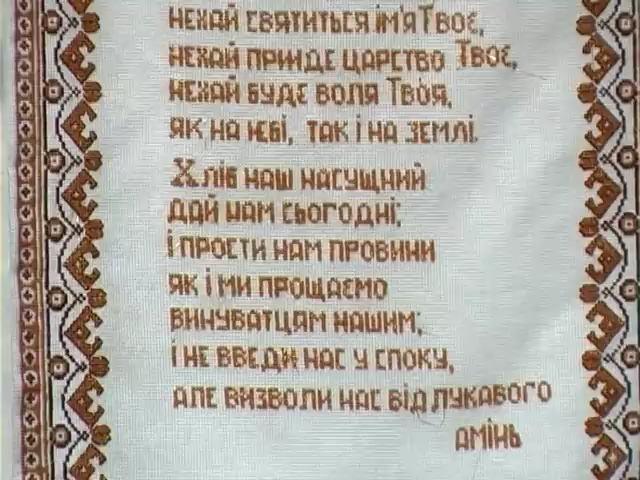 НЕХАЙ СВЯТИТЬСЯ ІМ'Я ТВОЄ,
НЕХАЙ ПРИЙДЕ ЦАРСТВО ТВОЄ,
НЕХАЙ БУДЕ ВОЛЯ ТВОЯ,
ЯК НА НЕБІ, ТАК І НА ЗЕМЛІ.
ХЛІБ НАШ НАСУЩНИЙ
ДАЙ НАМ СЬОГОДНІ;
І ПРОСТИ НАМ ПРОВИНИ
ЯК І МИ ПРОЩАЄМО
ВИНУВАТЦЯМ НАШИМ;
І НЕ ВВЕДИ НАС У СПОКУ,
АЛЕ ВИЗВОЛИ НАС ВІД ЛУКАВОГО
АМІНЬ